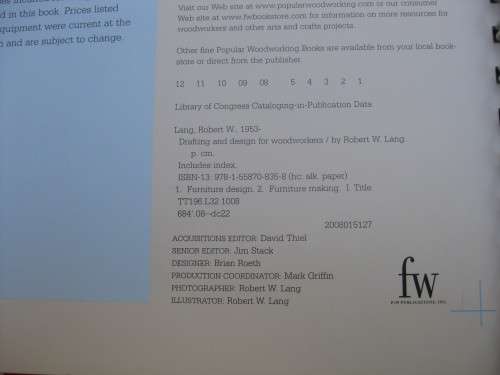 d in this book. Prices listed
quipment were current at the
n and are subject to change.
Visit our Web site at www.popularwoodworking.com or our consumer
Web site at www.fwbookstore.com for information on more resources for
woodworkers and other arts and crafts projects.
Other fine Popular Woodworking Books are available from your local book-
store or direct from the publisher.
12 11 10 09 08 5 4 3 2 1
Library of Congress Cataloging-in-Publication Data
Lang, Robert W., 1953-
Drafting and design for woodworkers / by Robert W. Lang.
p. cm.
Includes index.
ISBN-13: 978-1-55870-835-8 (hc: alk. paper)
1. Furniture design. 2. Furniture making. I. Title.
TT196.L32 1008
684'.08--dc22
2008015127
ACQUISITIONS EDITOR: David Thiel
SENIOR EDITOR: Jim Stack
DESIGNER: Brian Roeth
PRODUCTION COORDINATOR: Mark Griffin
PHOTOGRAPHER: Robert W. Lang
ILLUSTRATOR: Robert W. Lang
fw
F+W PUBLICATIONS, INC.